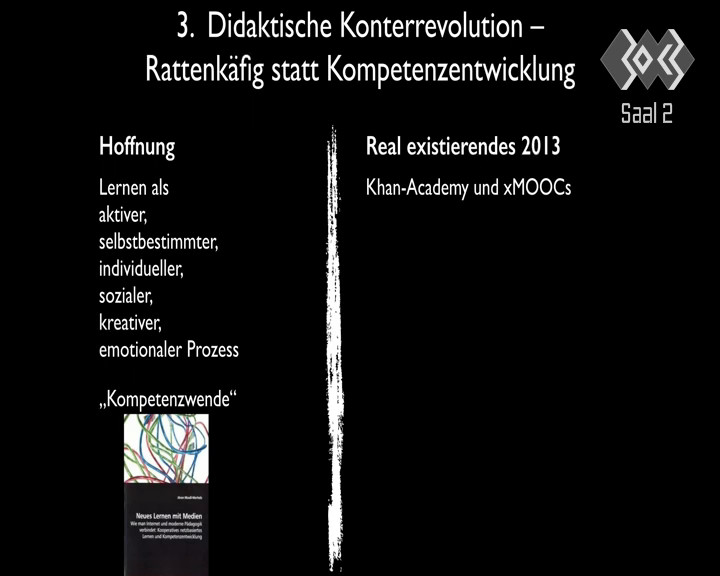 3. Didaktische Konterrevolution –
Rattenkäfig statt Kompetenzentwicklung
Saal 2
Hoffnung
Lernen als
aktiver,
selbstbestimmter,
individueller,
sozialer,
kreativer,
emotionaler Prozess
„Kompetenzwende“
Neues Lernen mit Medien
Wie man Internet und moderne Pädagogik
verbindet: Kooperatives netzbasiertes
Lernen und Kompetenzentwicklung
Real existierendes 2013
Khan-Academy und xMOOCs